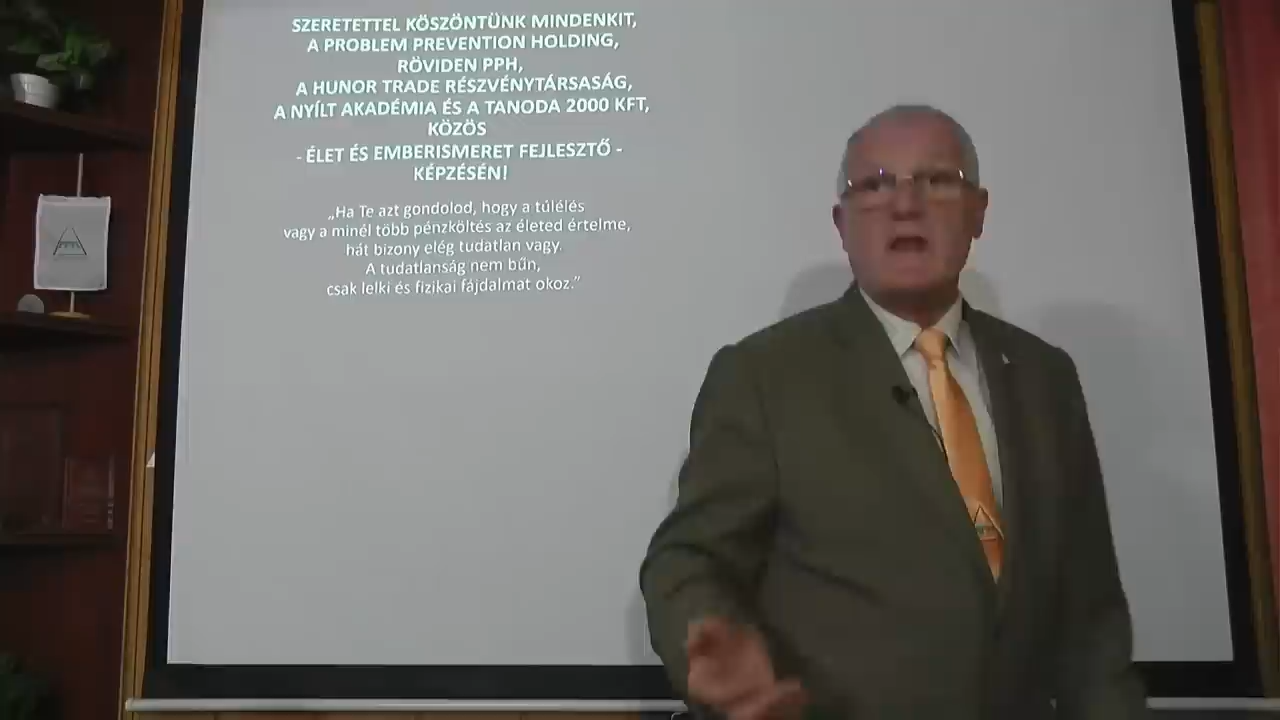 SZERETETTEL KÖSZÖNTÜNK MINDENKIT,
A PROBLEM PREVENTION HOLDING,
RÖVIDEN PPH,
A HUNOR TRADE RÉSZVÉNYTÁRSASÁG,
A NYÍLT AKADÉMIA ÉS A TANODA 2000 KFT,
KÖZÖS
- ÉLET ÉS EMBERISMERET FEJLESZTŐ -
KÉPZÉSÉN!
„Ha Te azt gondolod, hogy a túlélés
vagy a minél több pénzköltés az életed értelme,
hát bizony elég tudatlan vagy.
A tudatlanság nem bűn,
csak lelki és fizikai fájdalmat okoz.”